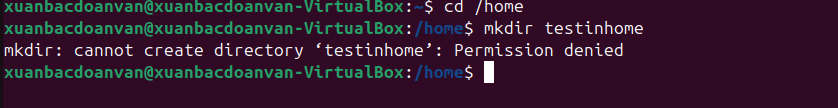 xuanbacdoanvan@xuanbacdoanvan-VirtualBox:~$ cd /home
xuanbacdoanvan@xuanbacdoanvan-VirtualBox:/home$ mkdir testinhome
mkdir: cannot create directory ‘testinhome’: Permission denied
xuanbacdoanvan@xuanbacdoanvan-VirtualBox:/home$